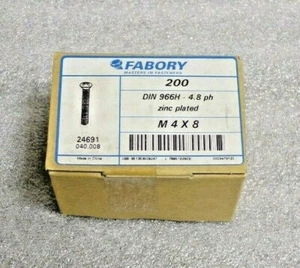 FABORY
MASTERS IN FASTENERS
200
DIN 966H - 4.8 ph
zinc plated
M 4 X 8
24691
040.008
Made in China